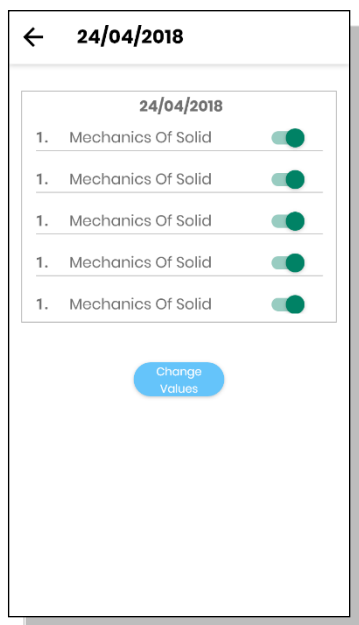 24/04/2018
24/04/2018
1. Mechanics Of Solid
1. Mechanics Of Solid
1. Mechanics Of Solid
1. Mechanics Of Solid
1. Mechanics Of Solid
Change
Values